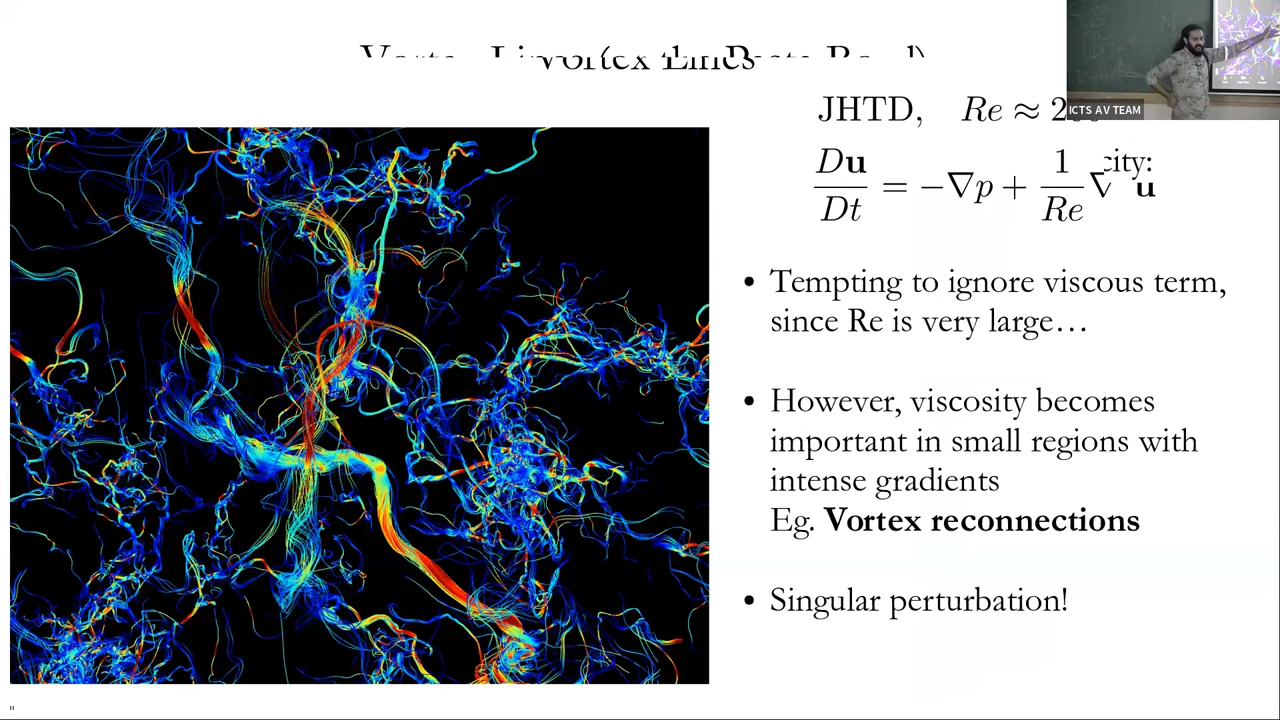 JHTD, Re ≈ 2
ICTS AV TEAM
city:
Du/Dt = −∇p + 1/Re ∇ u
• Tempting to ignore viscous term,
since Re is very large…
• However, viscosity becomes
important in small regions with
intense gradients
Eg. Vortex reconnections
• Singular perturbation!